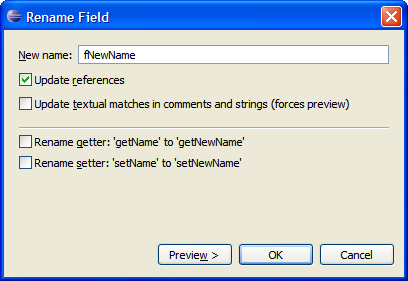 Rename Field
New name: fNewName
Update references
Update textual matches in comments and strings (forces preview)
Rename getter: 'getName' to 'getNewName'
Rename setter: 'setName' to 'setNewName'
Preview > OK Cancel